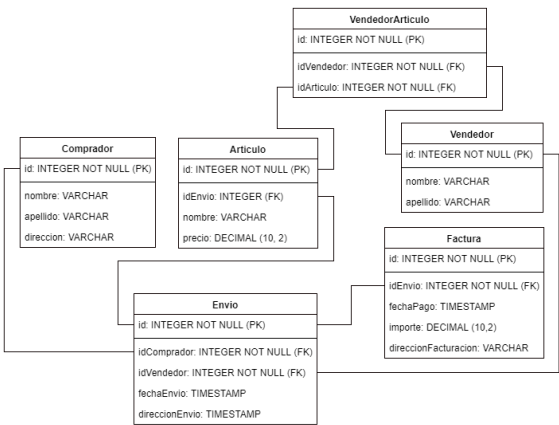 VendedorArticulo
id: INTEGER NOT NULL (PK)
idVendedor: INTEGER NOT NULL (FK)
idArticulo: INTEGER NOT NULL (FK)
Comprador
id: INTEGER NOT NULL (PK)
nombre: VARCHAR
apellido: VARCHAR
direccion: VARCHAR
Articulo
id: INTEGER NOT NULL (PK)
idEnvio: INTEGER (FK)
nombre: VARCHAR
precio: DECIMAL (10, 2)
Vendedor
id: INTEGER NOT NULL (PK)
nombre: VARCHAR
apellido: VARCHAR
Factura
id: INTEGER NOT NULL (PK)
idEnvio: INTEGER NOT NULL (FK)
fechaPago: TIMESTAMP
importe: DECIMAL (10,2)
direccionFacturacion: VARCHAR
Envio
id: INTEGER NOT NULL (PK)
idComprador: INTEGER NOT NULL (FK)
idVendedor: INTEGER NOT NULL (FK)
fechaEnvio: TIMESTAMP
direccionEnvio: TIMESTAMP